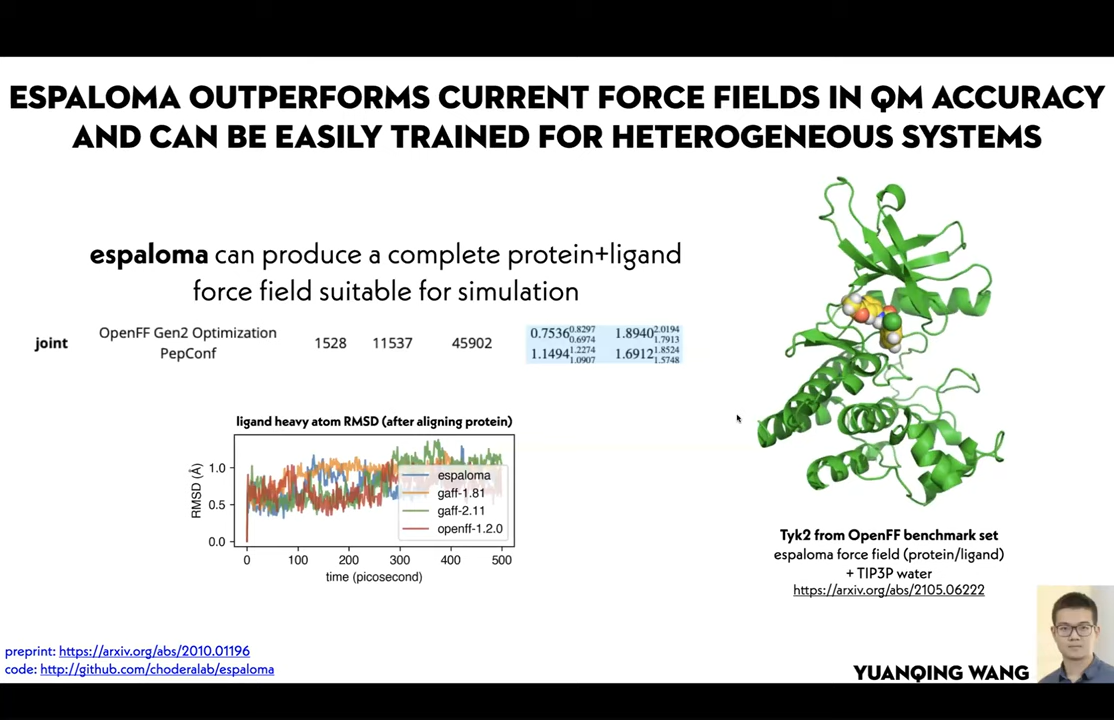 ESPALOMA OUTPERFORMS CURRENT FORCE FIELDS IN QM ACCURACY
AND CAN BE EASILY TRAINED FOR HETEROGENEOUS SYSTEMS
espaloma can produce a complete protein+ligand
force field suitable for simulation
joint
OpenFF Gen2 Optimization
PepConf
1528 11537 45902
0.7536 0.8297 0.6974 1.8940 2.0194 1.7913
1.1494 1.2274 1.0907 1.6912 1.8524 1.5748
ligand heavy atom RMSD (after aligning protein)
RMSD (Å)
1.0
0.5
0.0
espaloma
gaff-1.81
gaff-2.11
openff-1.2.0
0 100 200 300 400 500
time (picosecond)
Tyk2 from OpenFF benchmark set
espaloma force field (protein/ligand)
+ TIP3P water
https://arxiv.org/abs/2105.06222
preprint: https://arxiv.org/abs/2010.01196
code: http://github.com/choderalab/espaloma
YUANQING WANG